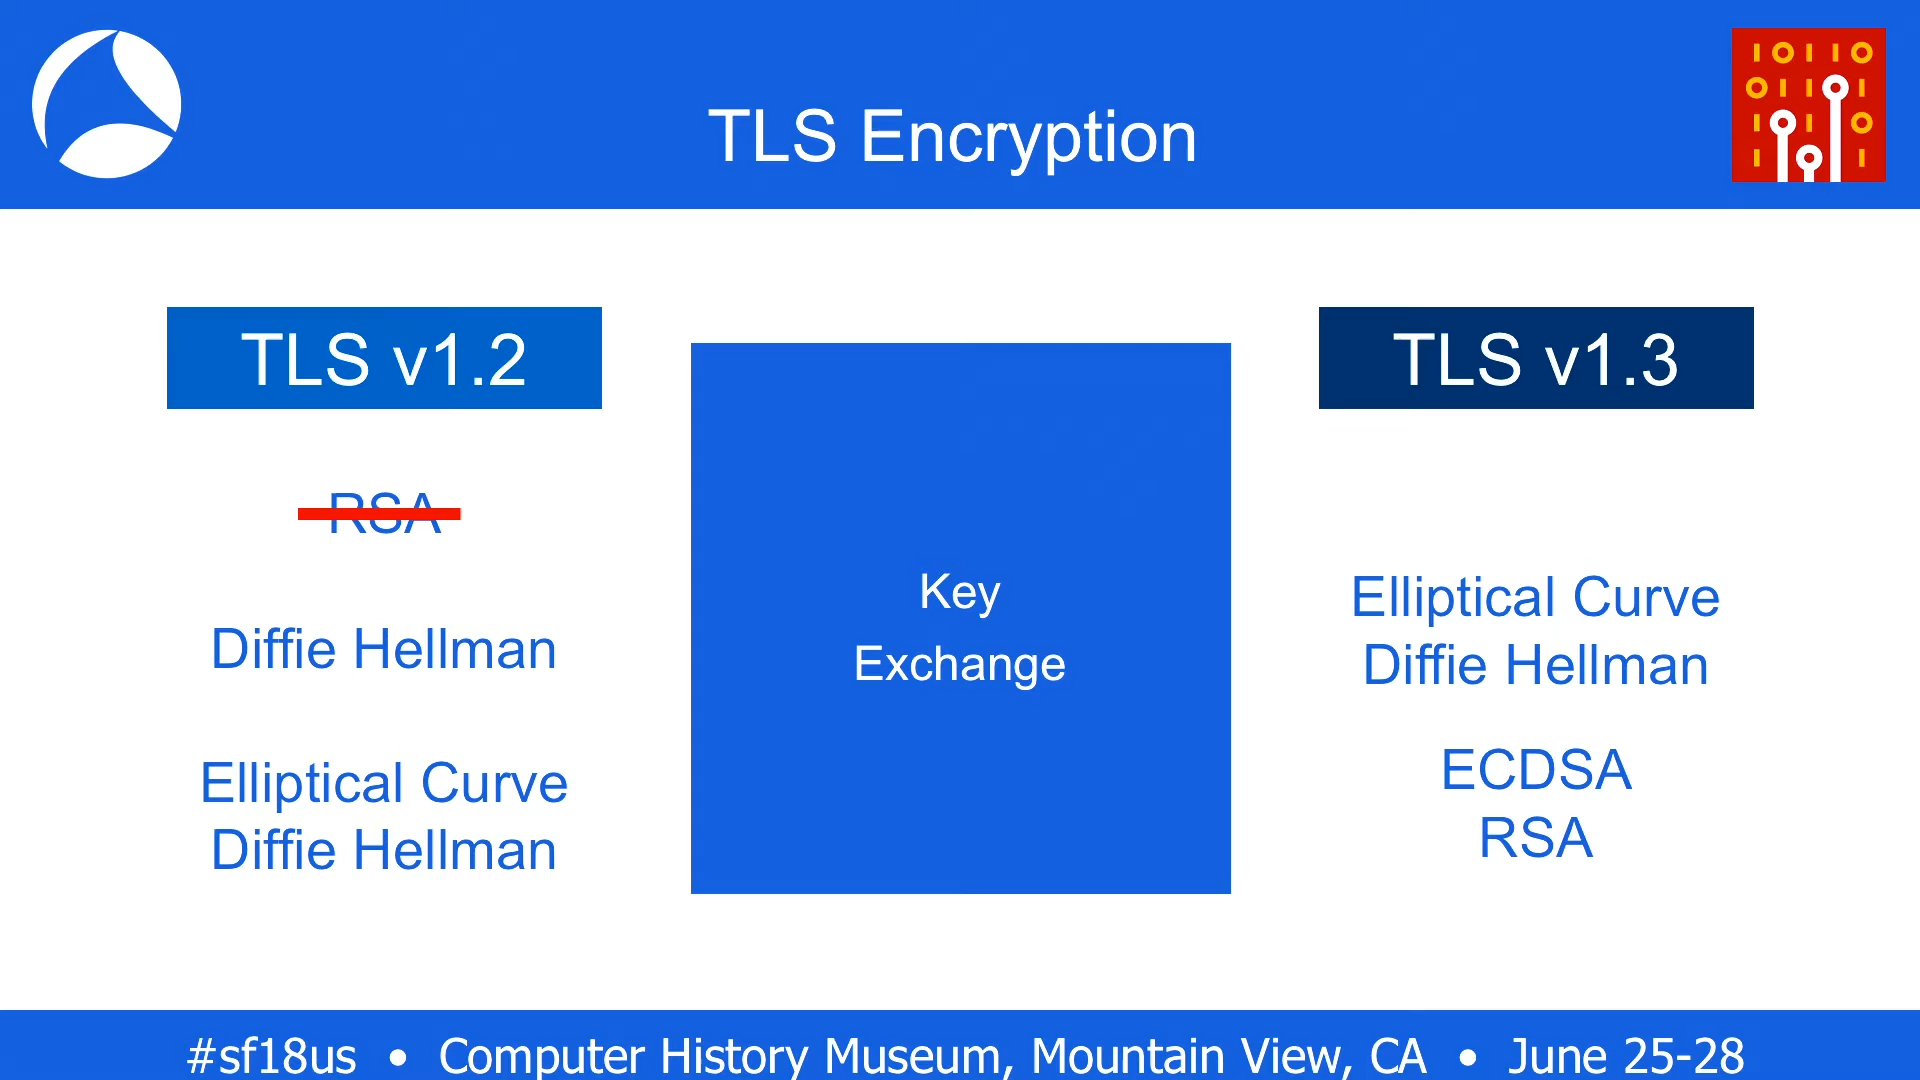 TLS Encryption
TLS v1.2
RSA
Diffie Hellman
Elliptical Curve
Diffie Hellman
Key
Exchange
TLS v1.3
Elliptical Curve
Diffie Hellman
ECDSA
RSA
#sf18us • Computer History Museum, Mountain View, CA • June 25-28